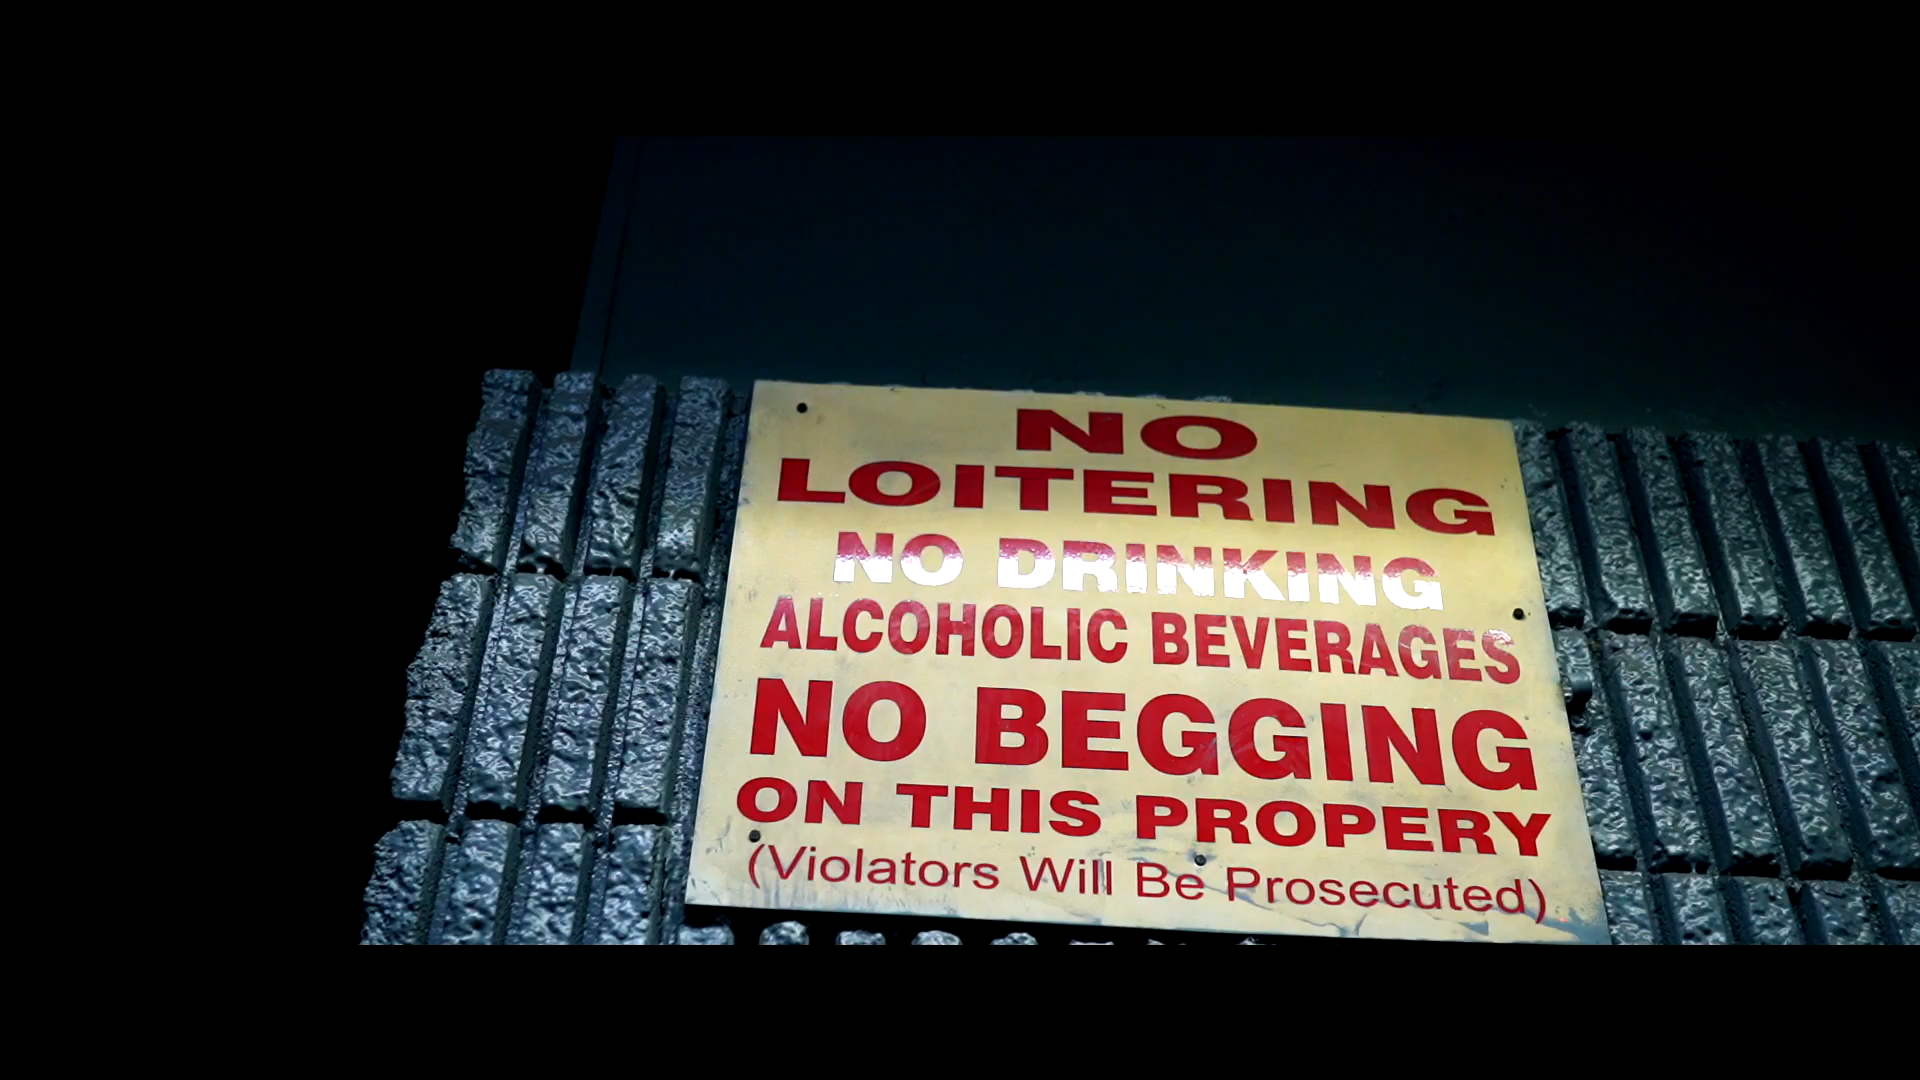 NO
LOITERING
NO DRINKING
ALCOHOLIC BEVERAGES
NO BEGGING
ON THIS PROPERY
(Violators Will Be Prosecuted)